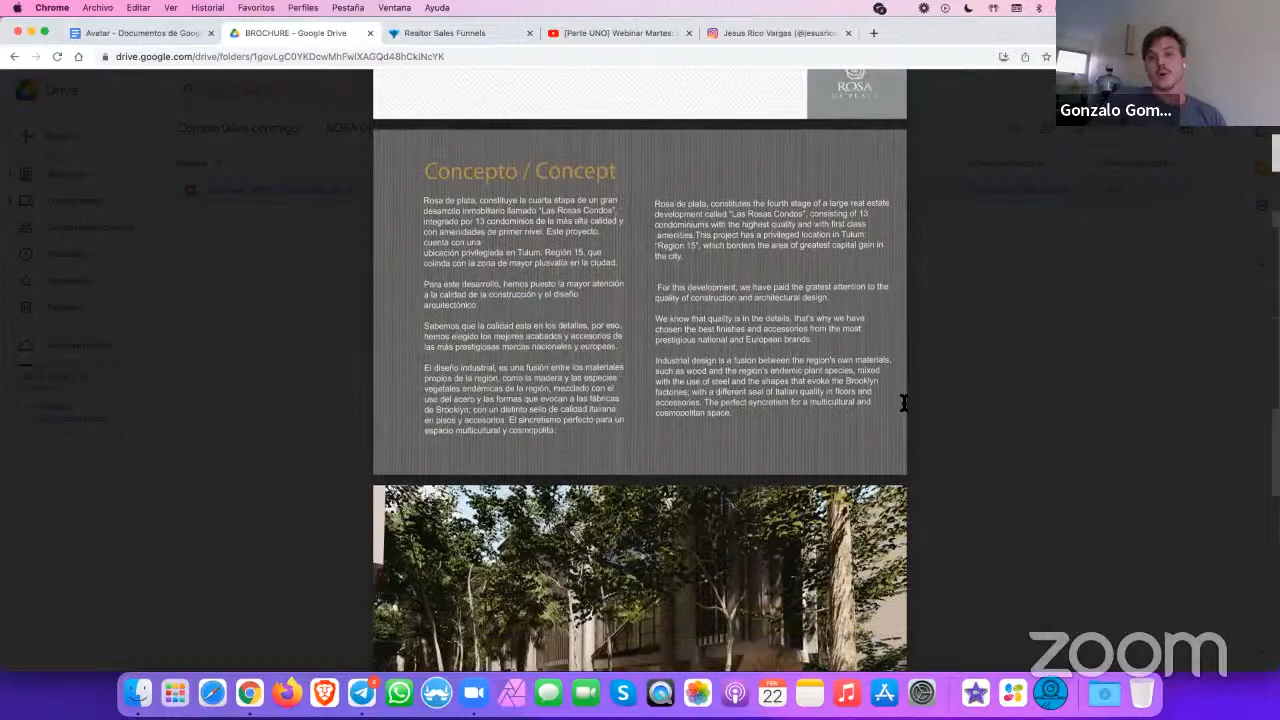 Chrome Archivo Editar Ver Historial Favoritos Perfiles Pestaña Ventana Ayuda
Avatar - Documentos de Goog
BROCHURE - Google Drive
Realtor Sales Funnels
[Parte UNO] Webinar Martes:
Jesus Rico Vargas (@jesusricc
drive.google.com/drive/folders/1govLgC0YKDcwMhFwIXAGQd48hCkINcYK
Gonzalo Gom...
Drive
Compartidos conmigo
ROSA
DE PLATA
Concepto / Concept
Rosa de plata, constituye la cuarta etapa de un gran
desarrollo inmobiliario llamado "Las Rosas Condos",
integrado por 13 condominios de la más alta calidad y
con amenidades de primer nivel. Este proyecto,
cuenta con una
ubicación privilegiada en Tulum: Región 15, que
colinda con la zona de mayor plusvalía en la ciudad.
Para este desarrollo, hemos puesto la mayor atención
a la calidad de la construcción y el diseño
arquitectónico.
Sabemos que la calidad esta en los detalles, por eso,
hemos elegido los mejores acabados y accesorios de
las más prestigiosas marcas nacionales y europeas.
El diseño industrial, es una fusión entre los materiales
propios de la región, como la madera y las especies
vegetales endémicas de la región, mezclado con el
uso del acero y las formas que evocan a las fábricas
de Brooklyn; con un distinto sello de calidad italiana
en pisos y accesorios. El sincretismo perfecto para un
espacio multicultural y cosmopolita.
Rosa de plata, constitutes the fourth stage of a large real estate
development called "Las Rosas Condos", consisting of 13
condominiums with the highest quality and with first class
amenities.This project has a privileged location in Tulum:
"Region 15", which borders the area of greatest capital gain in
the city.
For this development, we have paid the gratest attention to the
quality of construction and architectural design.
We know that quality is in the details, that's why we have
chosen the best finishes and accessories from the most
prestigious national and European brands.
Industrial design is a fusion between the region's own materials,
such as wood and the region's endemic plant species, mixed
with the use of steel and the shapes that evoke the Brooklyn
factories; with a different seal of Italian quality in floors and
accessories. The perfect syncretism for a multicultural and
cosmopolitan space.
FEB
22
zoom